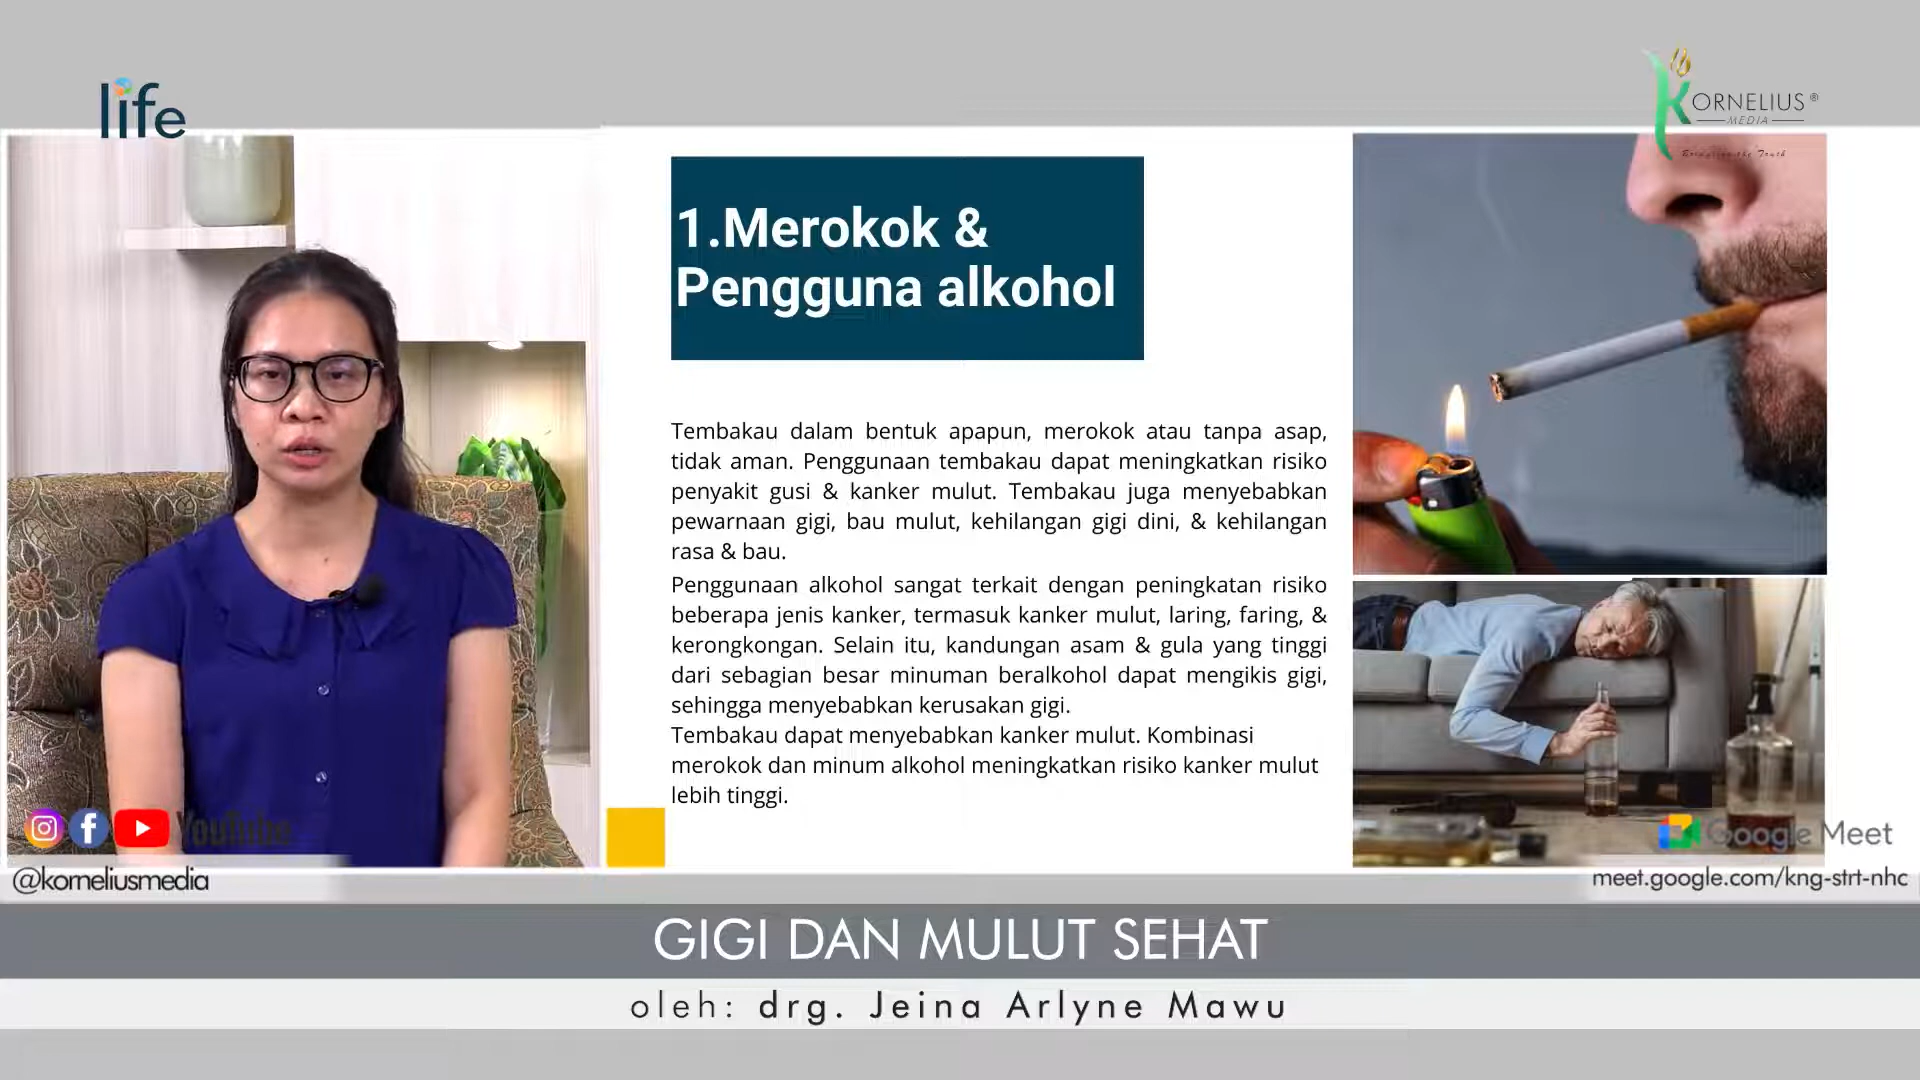 life
KORNELIUS ®
MEDIA
1.Merokok &
Pengguna alkohol
Tembakau dalam bentuk apapun, merokok atau tanpa asap,
tidak aman. Penggunaan tembakau dapat meningkatkan risiko
penyakit gusi & kanker mulut. Tembakau juga menyebabkan
pewarnaan gigi, bau mulut, kehilangan gigi dini, & kehilangan
rasa & bau.
Penggunaan alkohol sangat terkait dengan peningkatan risiko
beberapa jenis kanker, termasuk kanker mulut, laring, faring, &
kerongkongan. Selain itu, kandungan asam & gula yang tinggi
dari sebagian besar minuman beralkohol dapat mengikis gigi,
sehingga menyebabkan kerusakan gigi.
Tembakau dapat menyebabkan kanker mulut. Kombinasi
merokok dan minum alkohol meningkatkan risiko kanker mulut
lebih tinggi.
YouTube
@korneliusmedia
Google Meet
meet.google.com/kng-strt-nhc
GIGI DAN MULUT SEHAT
oleh: drg. Jeina Arlyne Mawu